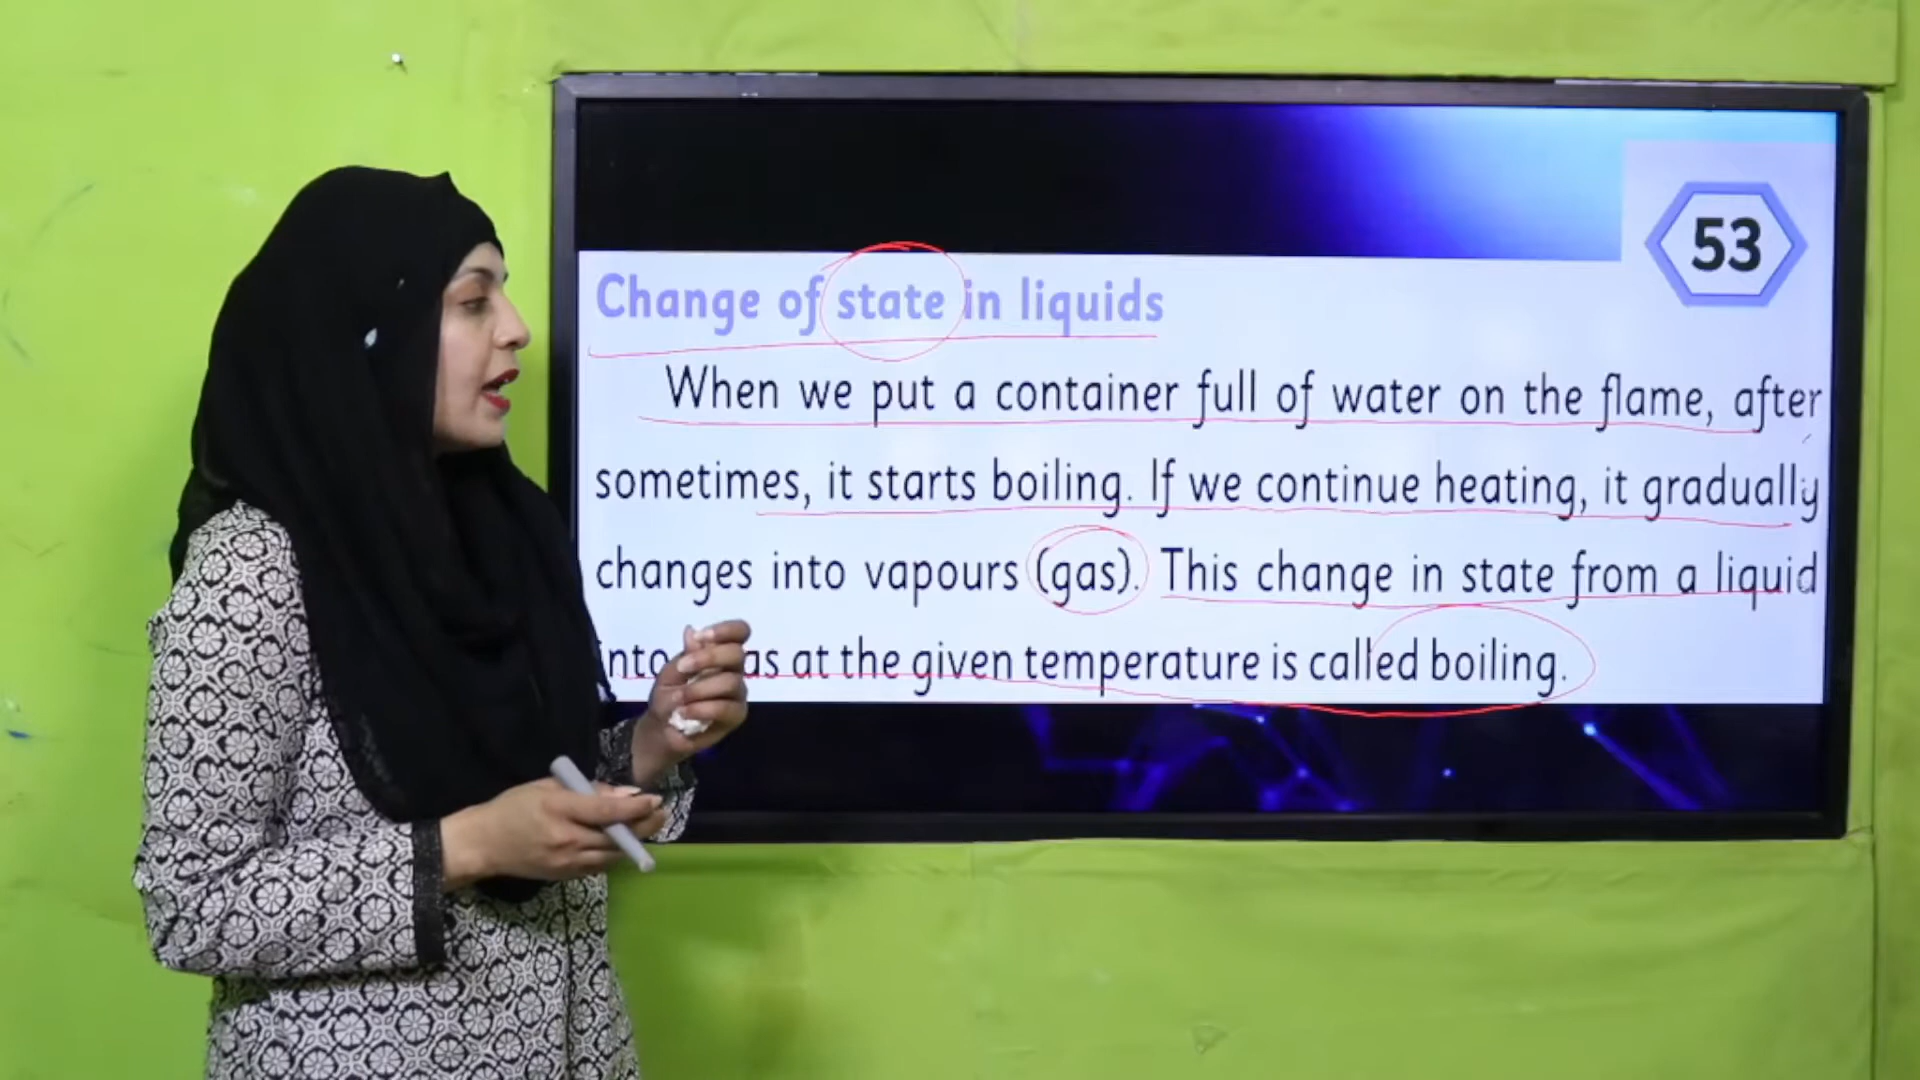 53
Change of state in liquids
When we put a container full of water on the flame, after
sometimes, it starts boiling. If we continue heating, it gradually
changes into vapours (gas). This change in state from a liquid
into as at the given temperature is called boiling.